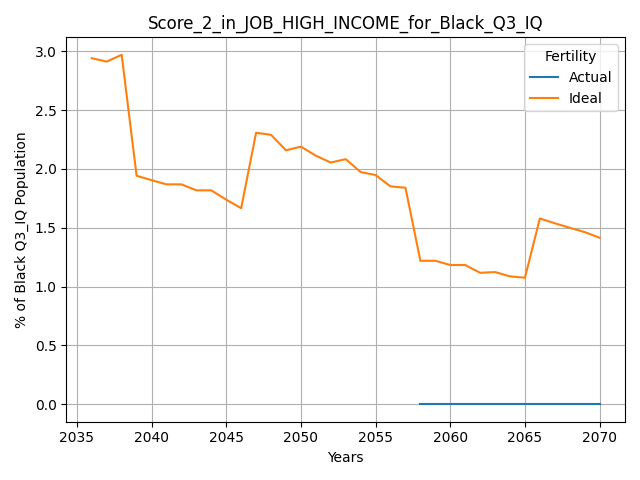 Score_2_in_JOB_HIGH_INCOME_for_Black_Q3_IQ
Fertility
Actual
Ideal
% of Black Q3_IQ Population
3.0
2.5
2.0
1.5
1.0
0.5
0.0
2035 2040 2045 2050 2055 2060 2065 2070
Years